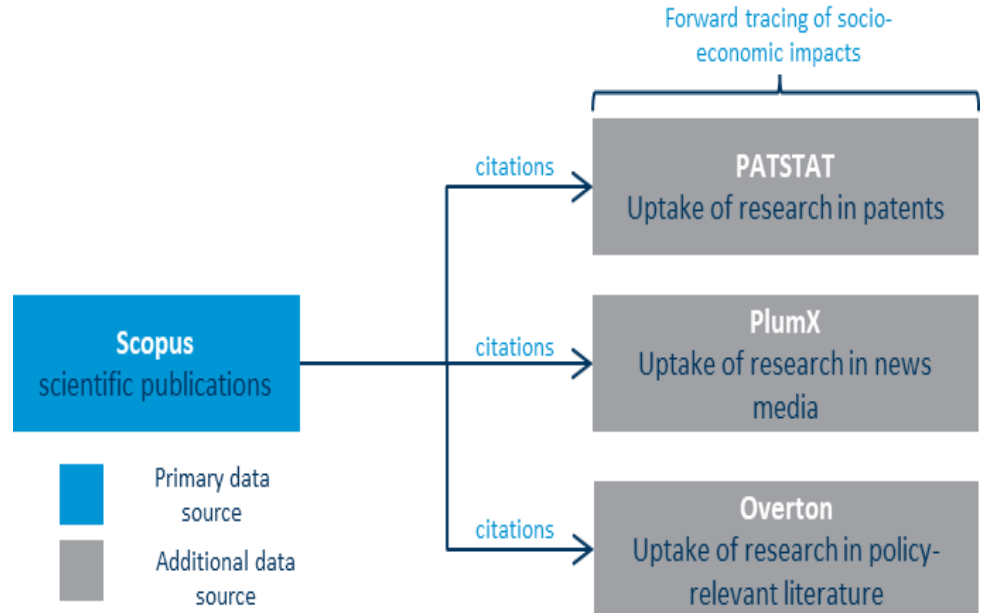 Forward tracing of socio-
economic impacts
citations
PATSTAT
Uptake of research in patents
Scopus
scientific publications
citations
PlumX
Uptake of research in news
media
Primary data
source
Additional data
source
citations
Overton
Uptake of research in policy-
relevant literature